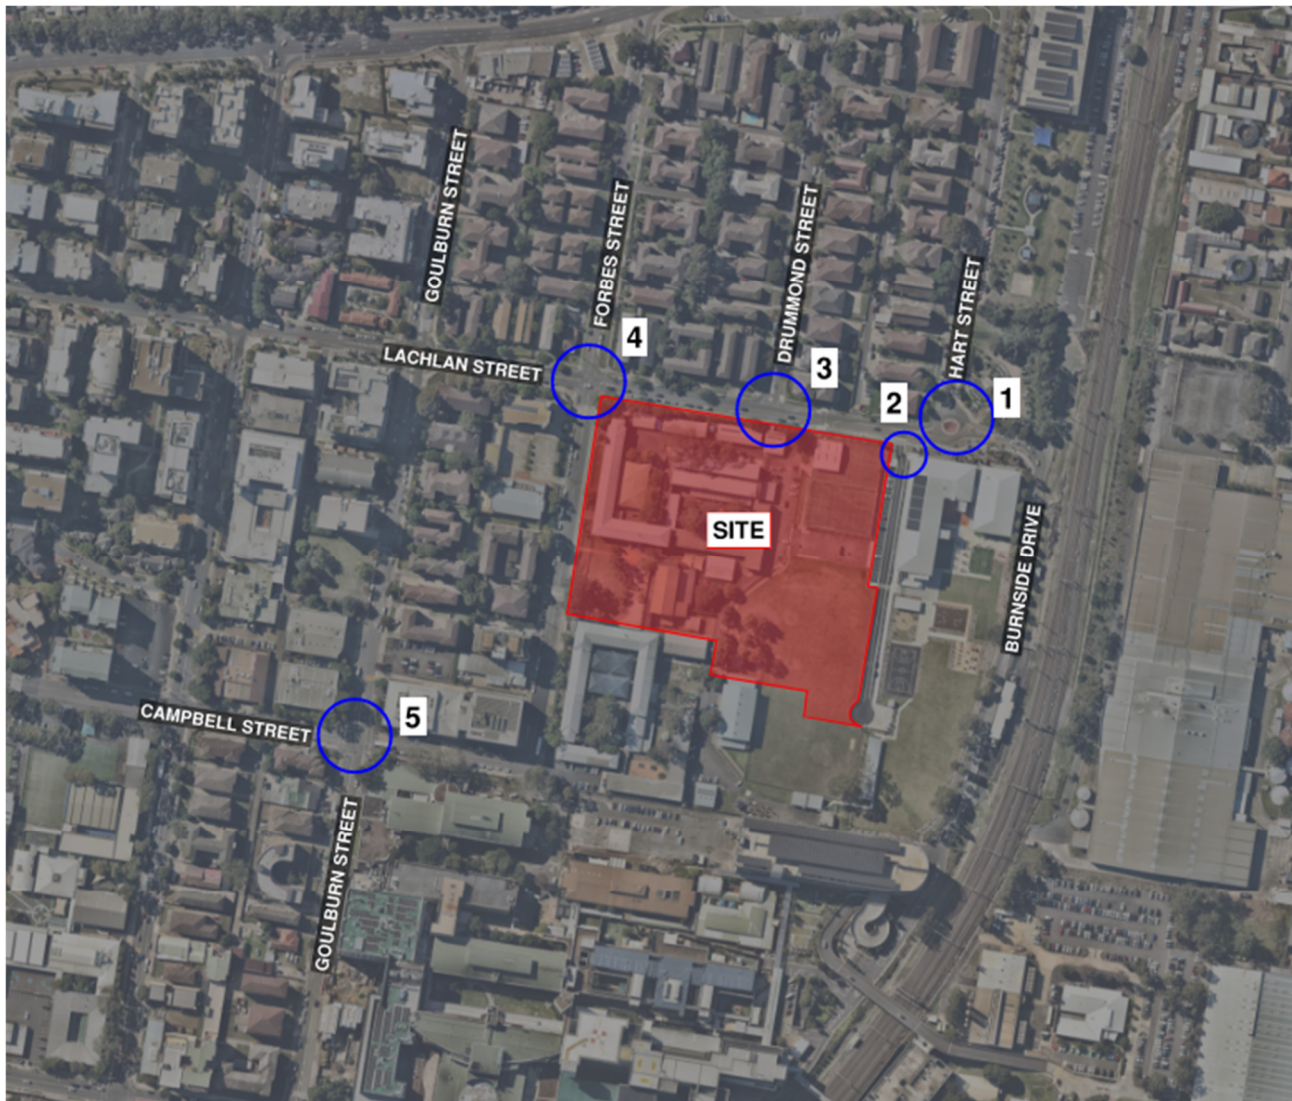 GOULBURN STREET
FORBES STREET
DRUMMOND STREET
HART STREET
4
LACHLAN STREET
3
2
1
SITE
BURNSIDE DRIVE
CAMPBELL STREET
5
GOULBURN STREET